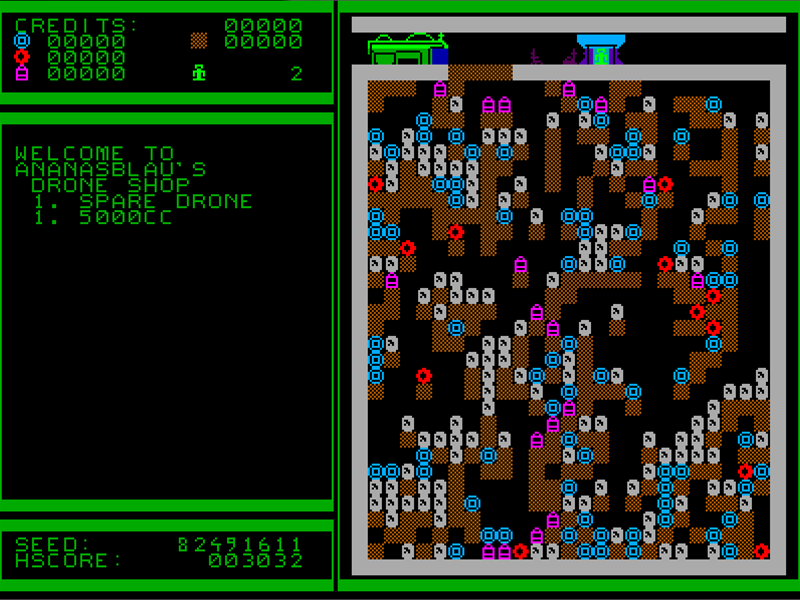 CREDITS: 00000
00000 00000
00000
00000 2
WELCOME TO
ANANASBLAU'S
DRONE SHOP
1. SPARE DRONE
1. 5000CC
SEED: 82491611
HSCORE: 003032